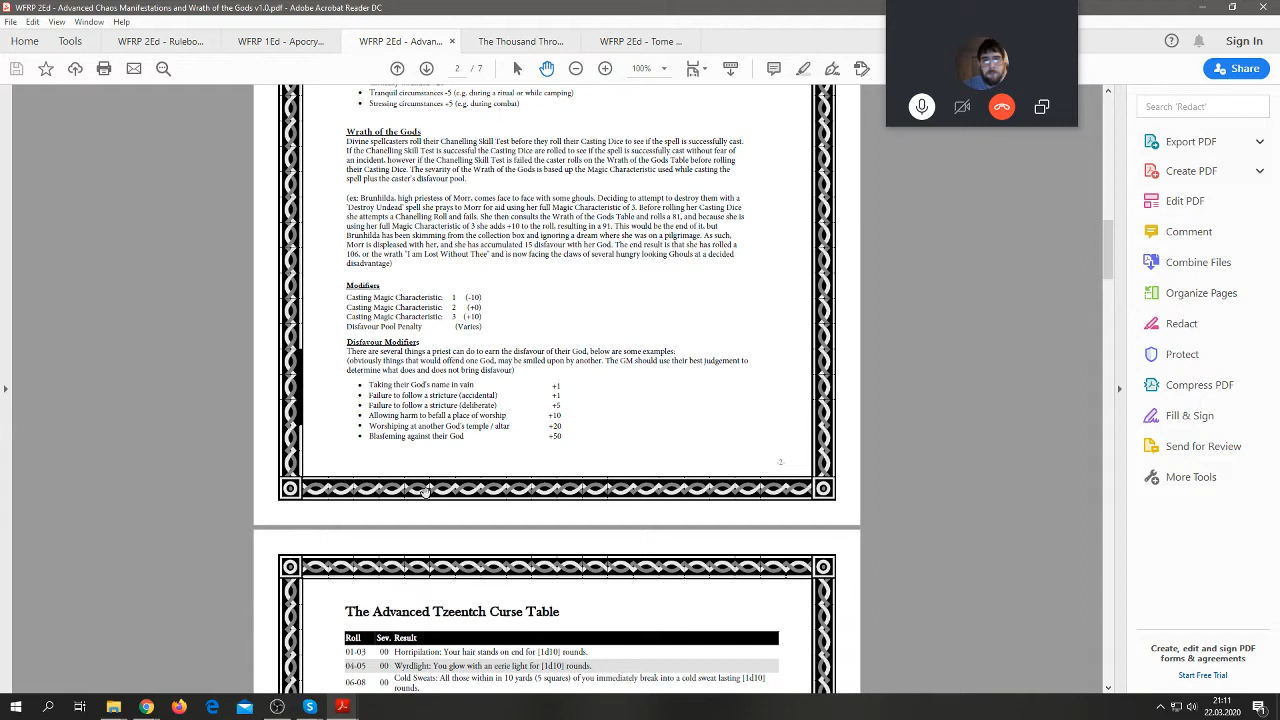 WFRP 2Ed - Advanced Chaos Manifestations and Wrath of the Gods v1.0.pdf - Adobe Acrobat Reader DC
File Edit View Window Help
Home Tools WFRP 2Ed - Rulebo... WFRP 1Ed - Apocry... WFRP 2Ed - Advan... The Thousand Thro... WFRP 2Ed - Tome ... Sign In
2 / 7 100% Share
• Tranquil circumstances -5 (e.g. during a ritual or while camping)
• Stressing circumstances +5 (e.g. during combat)
Wrath of the Gods
Divine spellcasters roll their Chanelling Skill Test before they roll their Casting Dice to see if the spell is successfully cast.
If the Chanelling Skill Test is successful the Casting Dice are rolled to see if the spell is successfully cast without fear of
an incident, however if the Chanelling Skill Test is failed the caster rolls on the Wrath of the Gods Table before rolling
their Casting Dice. The sevarity of the Wrath of the Gods is based up the Magic Characteristic used while casting the
spell plus the caster's disfavour pool.
(ex: Brunhilda, high priestess of Morr, comes face to face with some ghouls. Deciding to attempt to destroy them with a
'Destroy Undead' spell she prays to Morr for aid using her full Magic Characteristic of 3. Before rolling her Casting Dice
she attempts a Chanelling Roll and fails. She then consults the Wrath of the Gods Table and rolls a 81, and because she is
using her full Magic Characteristic of 3 she adds +10 to the roll, resulting in a 91. This would be the end of it, but
Brunhilda has been skimming from the collection box and ignoring a dream where she was on a pilgrimage. As such,
Morr is displeased with her, and she has accumulated 15 disfavour with her God. The end result is that she has rolled a
106, or the wrath "I am Lost Without Thee" and is now facing the claws of several hungry looking Ghouls at a decided
disadvantage)
Modifiers
Casting Magic Characteristic: 1 (-10)
Casting Magic Characteristic: 2 (+0)
Casting Magic Characteristic: 3 (+10)
Disfavour Pool Penalty (Varies)
Disfavour Modifiers
There are several things a priest can do to earn the disfavour of their God, below are some examples:
(obviously things that would offend one God, may be smiled upon by another. The GM should use their best judgement to
determine what does and does not bring disfavour)
• Taking their God's name in vain +1
• Failure to follow a stricture (accidental) +1
• Failure to follow a stricture (deliberate) +5
• Allowing harm to befall a place of worship +10
• Worshiping at another God's temple / altar +20
• Blasfeming against their God +50
-2-
The Advanced Tzeentch Curse Table
Roll Sev. Result
01-03 00 Horripilation: Your hair stands on end for [1d10] rounds.
04-05 00 Wyrdlight: You glow with an eerie light for [1d10] rounds.
06-08 00 Cold Sweats: All those within in 10 yards (5 squares) of you immediately break into a cold sweat lasting [1d10]
rounds.
Search 'Redact'
Export PDF
Create PDF
Edit PDF
Comment
Combine Files
Organize Pages
Redact
Protect
Compress PDF
Fill & Sign
Send for Review
More Tools
Create, edit and sign PDF
forms & agreements
Start Free Trial
21:11
22.03.2020